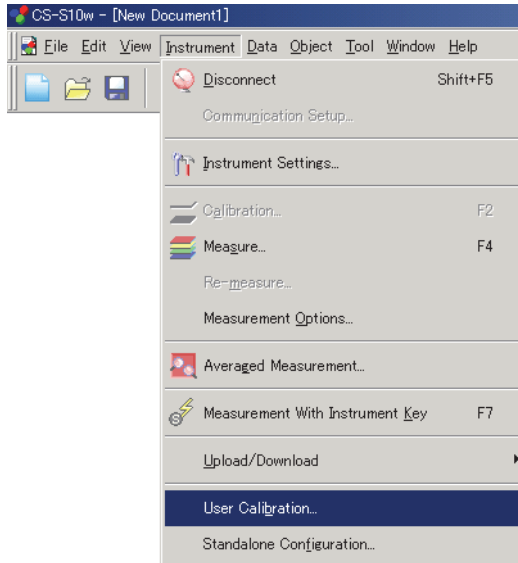 CS-S10w - [New Document1]
File Edit View Instrument Data Object Tool Window Help
Disconnect Shift+F5
Communication Setup...
Instrument Settings...
Calibration... F2
Measure... F4
Re-measure...
Measurement Options...
Averaged Measurement...
Measurement With Instrument Key F7
Upload/Download
User Calibration...
Standalone Configuration...